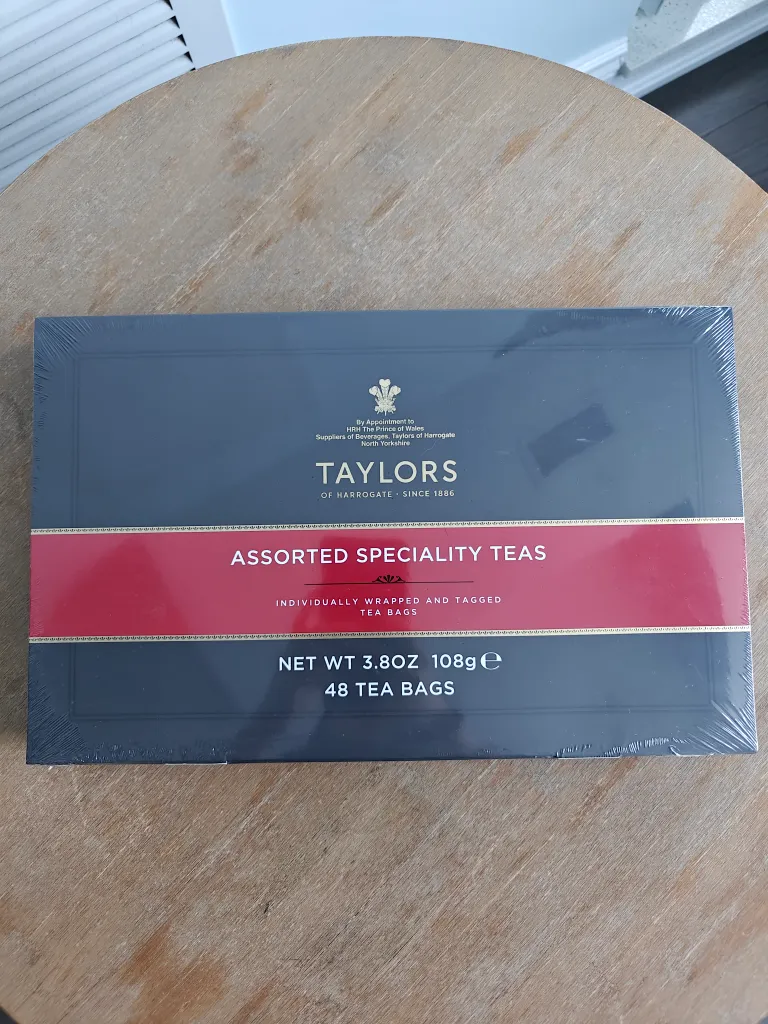 By Appointment to
HRH The Prince of Wales
Suppliers of Beverages, Taylors of Harrogate
North Yorkshire
TAYLORS
OF HARROGATE · SINCE 1886
ASSORTED SPECIALITY TEAS
INDIVIDUALLY WRAPPED AND TAGGED
TEA BAGS
NET WT 3.8OZ 108g ℮
48 TEA BAGS